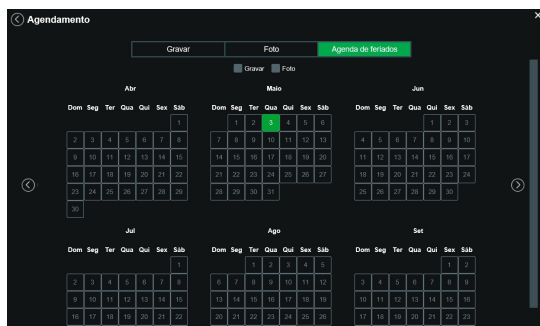 Agendamento
Gravar Foto Agenda de feriados
Gravar Foto
Abr Maio Jun
Dom Seg Ter Qua Qui Sex Sáb Dom Seg Ter Qua Qui Sex Sáb Dom Seg Ter Qua Qui Sex Sáb
1 1 2 3 4 5 6 1 2 3
2 3 4 5 6 7 8 7 8 9 10 11 12 13 4 5 6 7 8 9 10
9 10 11 12 13 14 15 14 15 16 17 18 19 20 11 12 13 14 15 16 17
16 17 18 19 20 21 22 21 22 23 24 25 26 27 18 19 20 21 22 23 24
23 24 25 26 27 28 29 28 29 30 31 25 26 27 28 29 30
30
Jul Ago Set
Dom Seg Ter Qua Qui Sex Sáb Dom Seg Ter Qua Qui Sex Sáb Dom Seg Ter Qua Qui Sex Sáb
1 1 2 3 4 5 1 2
2 3 4 5 6 7 8 6 7 8 9 10 11 12 3 4 5 6 7 8 9
9 10 11 12 13 14 15 13 14 15 16 17 18 19 10 11 12 13 14 15 16
16 17 18 19 20 21 22 20 21 22 23 24 25 26 17 18 19 20 21 22 23